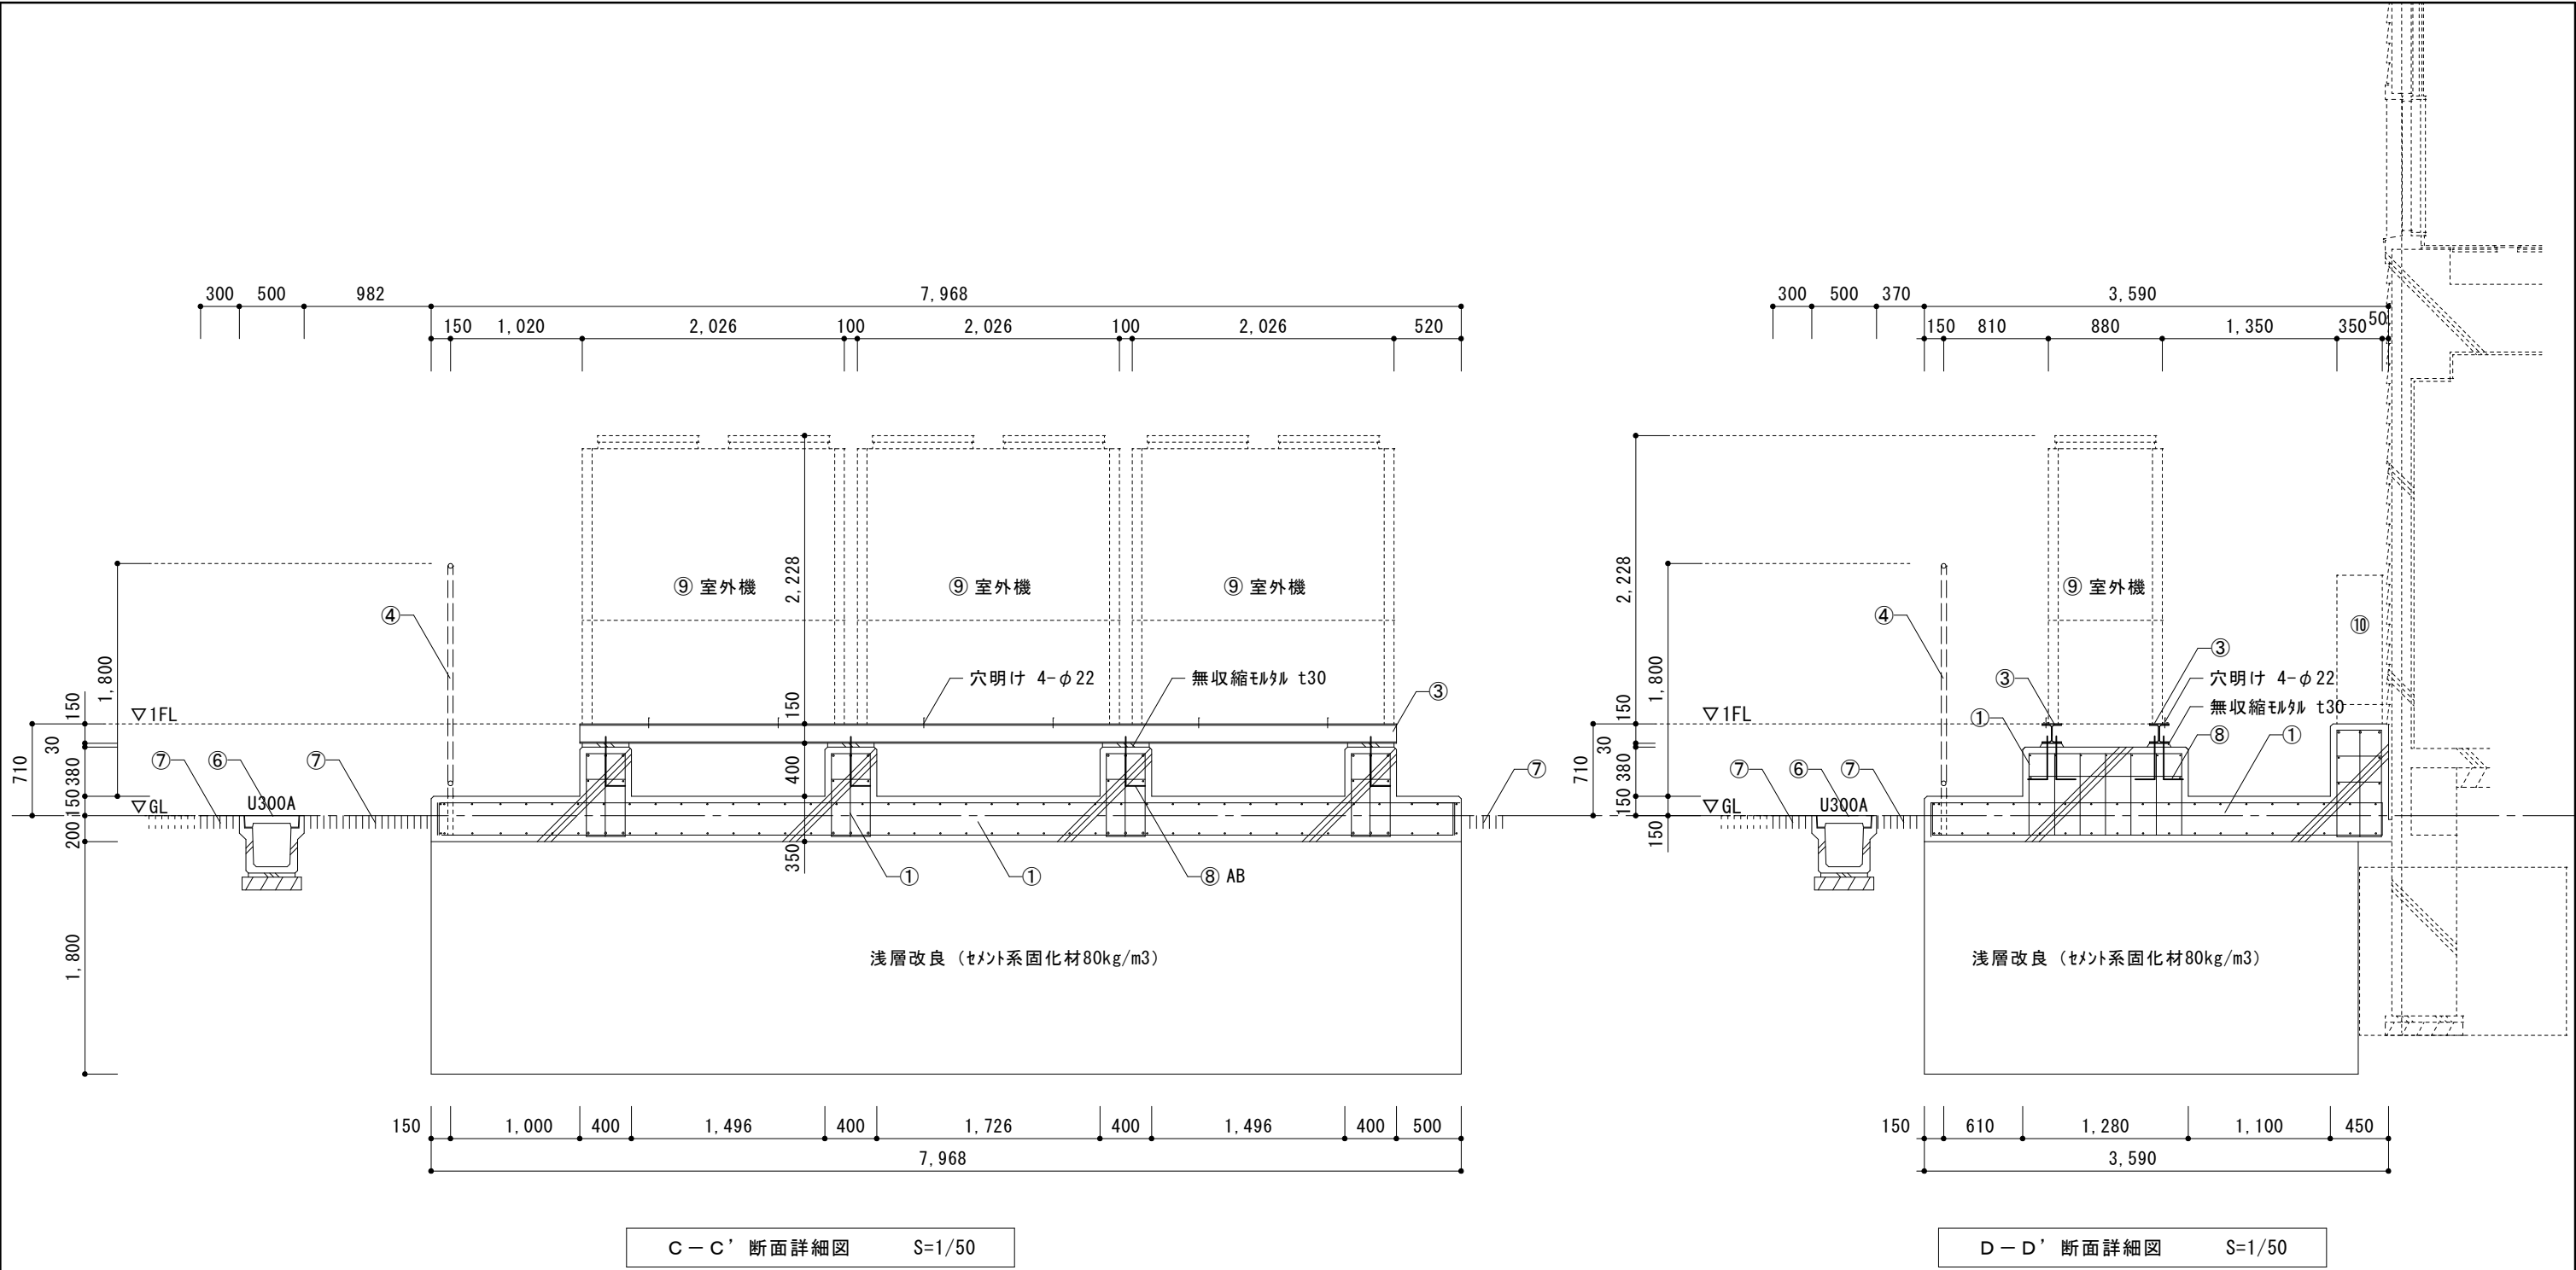 300 500 982 7,968
150 1,020 2,026 100 2,026 100 2,026 520
300 500 370 3,590
150 810 880 1,350 350 50
⑨ 室外機 ⑨ 室外機 ⑨ 室外機
2,228
④
1,800
穴明け 4-φ22
無収縮モルタル t30
③
150
▽1FL
150
30
710
380
400
⑦ ⑥ ⑦
⑦
▽GL
U300A
150
200
350
① ① ⑧ AB
1,800
浅層改良（セメント系固化材80kg/m3）
150 1,000 400 1,496 400 1,726 400 1,496 400 500
7,968
C－C’断面詳細図 S=1/50
2,228
⑨ 室外機
④
⑩
1,800
③
③
穴明け 4-φ22
無収縮モルタル t30
150
▽1FL
①
⑧
①
30
710
380
⑦ ⑥ ⑦
▽GL
U300A
150
150
浅層改良（セメント系固化材80kg/m3）
150 610 1,280 1,100 450
3,590
D－D’断面詳細図 S=1/50